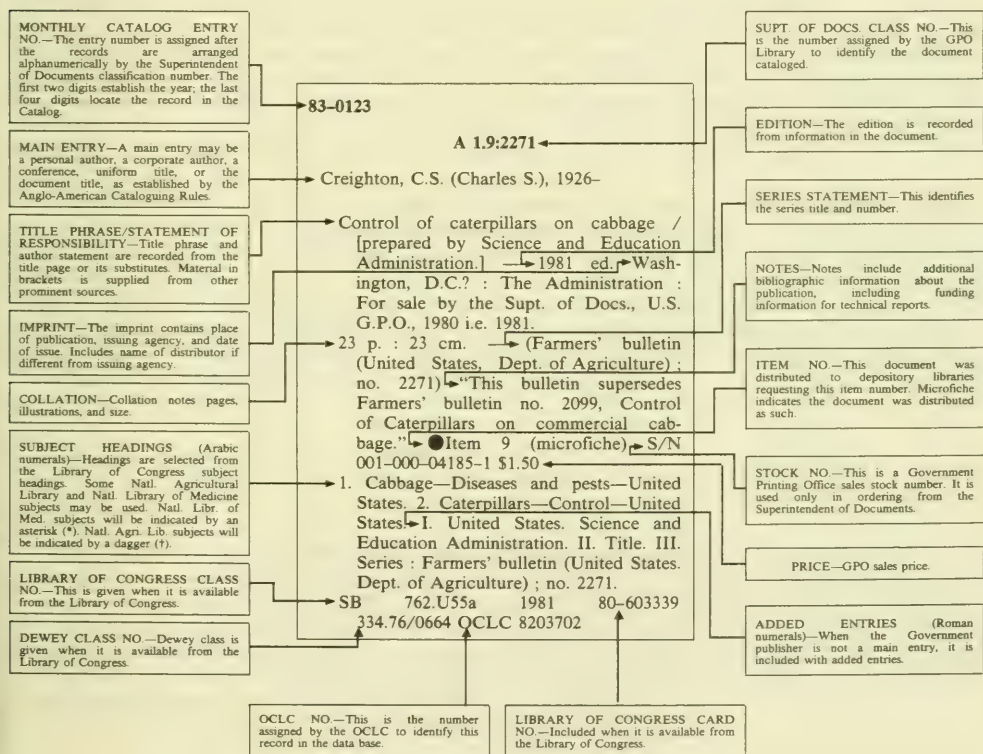 MONTHLY CATALOG ENTRY
NO.—The entry number is assigned after
the records are arranged
alphanumerically by the Superintendent
of Documents classification number. The
first two digits establish the year; the last
four digits locate the record in the
Catalog.
MAIN ENTRY—A main entry may be
a personal author, a corporate author, a
conference, uniform title, or the
document title, as established by the
Anglo-American Cataloguing Rules.
TITLE PHRASE/STATEMENT OF
RESPONSIBILITY—Title phrase and
author statement are recorded from the
title page or its substitutes. Material in
brackets is supplied from other
prominent sources.
IMPRINT—The imprint contains place
of publication, issuing agency, and date
of issue. Includes name of distributor if
different from issuing agency.
COLLATION—Collation notes pages,
illustrations, and size.
SUBJECT HEADINGS (Arabic
numerals)—Headings are selected from
the Library of Congress subject
headings. Some Natl. Agricultural
Library and Natl. Library of Medicine
subjects may be used. Natl. Libr. of
Med. subjects will be indicated by an
asterisk (*). Natl. Agri. Lib. subjects will
be indicated by a dagger (†).
LIBRARY OF CONGRESS CLASS
NO.—This is given when it is available
from the Library of Congress.
DEWEY CLASS NO.—Dewey class is
given when it is available from the
Library of Congress.
83–0123
A 1.9:2271
Creighton, C.S. (Charles S.), 1926–
Control of caterpillars on cabbage /
[prepared by Science and Education
Administration.] — 1981 ed. Wash-
ington, D.C.? : The Administration :
For sale by the Supt. of Docs., U.S.
G.P.O., 1980 i.e. 1981.
23 p. : 23 cm. — (Farmers' bulletin
(United States, Dept. of Agriculture) ;
no. 2271) "This bulletin supersedes
Farmers' bulletin no. 2099, Control
of Caterpillars on commercial cab-
bage." ●Item 9 (microfiche) S/N
001–000–04185–1 $1.50
1. Cabbage—Diseases and pests—United
States. 2. Caterpillars—Control—United
States I. United States. Science and
Education Administration. II. Title. III.
Series : Farmers' bulletin (United States.
Dept. of Agriculture) ; no. 2271.
SB 762.U55a 1981 80–603339
334.76/0664 OCLC 8203702
SUPT. OF DOCS. CLASS NO.—This
is the number assigned by the GPO
Library to identify the document
cataloged.
EDITION—The edition is recorded
from information in the document.
SERIES STATEMENT—This identifies
the series title and number.
NOTES—Notes include additional
bibliographic information about the
publication, including funding
information for technical reports.
ITEM NO.—This document was
distributed to depository libraries
requesting this item number. Microfiche
indicates the document was distributed
as such.
STOCK NO.—This is a Government
Printing Office sales stock number. It is
used only in ordering from the
Superintendent of Documents.
PRICE—GPO sales price.
ADDED ENTRIES (Roman
numerals)—When the Government
publisher is not a main entry, it is
included with added entries.
OCLC NO.—This is the number
assigned by the OCLC to identify this
record in the data base.
LIBRARY OF CONGRESS CARD
NO.—Included when it is available from
the Library of Congress.